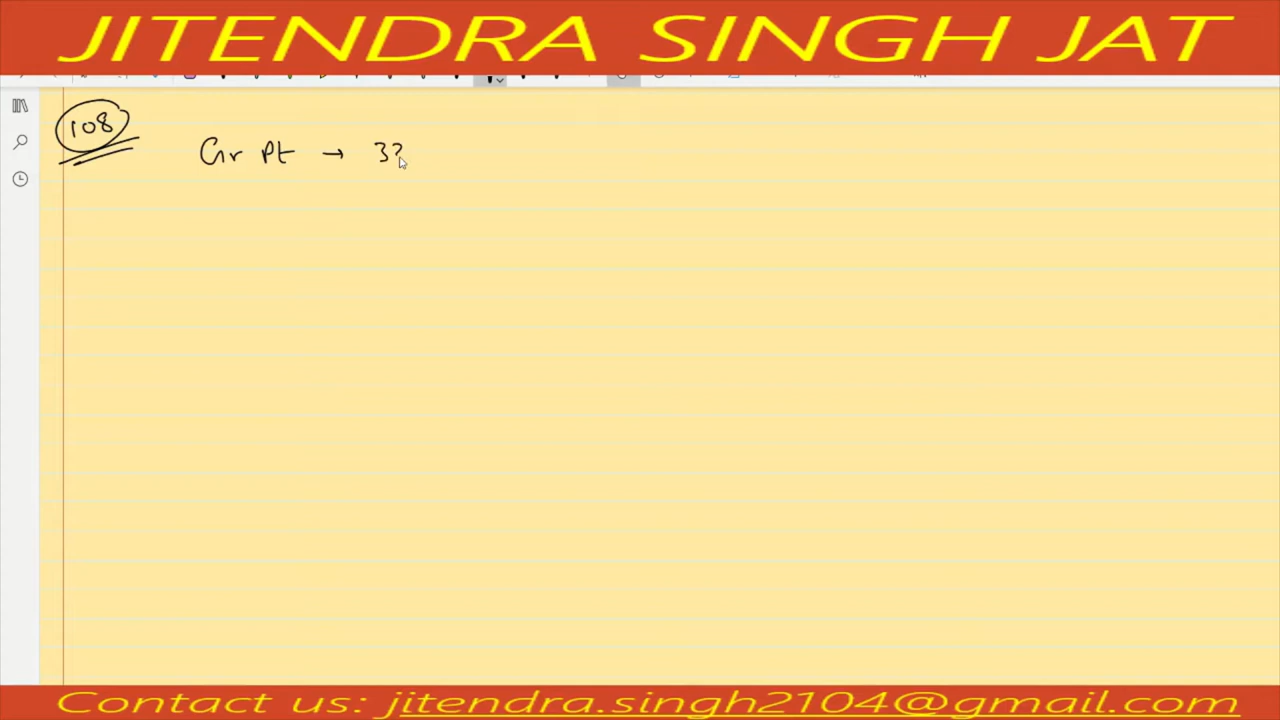 JITENDRA SINGH JAT
108
Gr Pt → 3?
Contact us: jitendra.singh2104@gmail.com